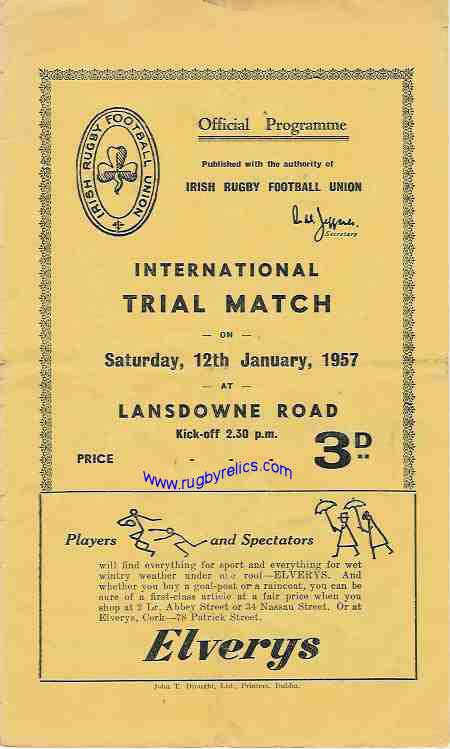 IRISH RUGBY FOOTBALL UNION
Official Programme
Published with the authority of
IRISH RUGBY FOOTBALL UNION
Secretary
INTERNATIONAL
TRIAL MATCH
— ON —
Saturday, 12th January, 1957
— AT —
LANSDOWNE ROAD
Kick-off 2.30 p.m.
PRICE - - - 3D
www.rugbyrelics.com
Players and Spectators
will find everything for sport and everything for wet
wintry weather under one roof—ELVERYS. And
whether you buy a goal-post or a raincoat, you can be
sure of a first-class article at a fair price when you
shop at 2 Lr. Abbey Street or 34 Nassau Street. Or at
Elverys, Cork—78 Patrick Street.
Elverys
John T. Drought, Ltd., Printers, Dublin.